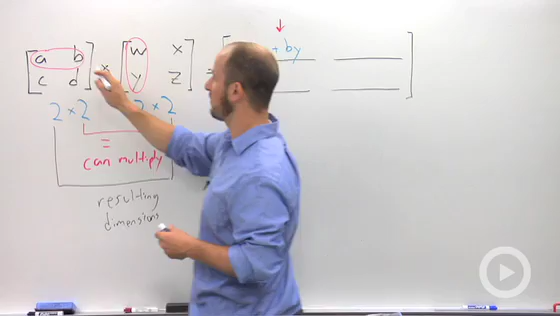 a b × w x = + by
c d y z
2 × 2 2 × 2
=
can multiply
resulting
dimensions